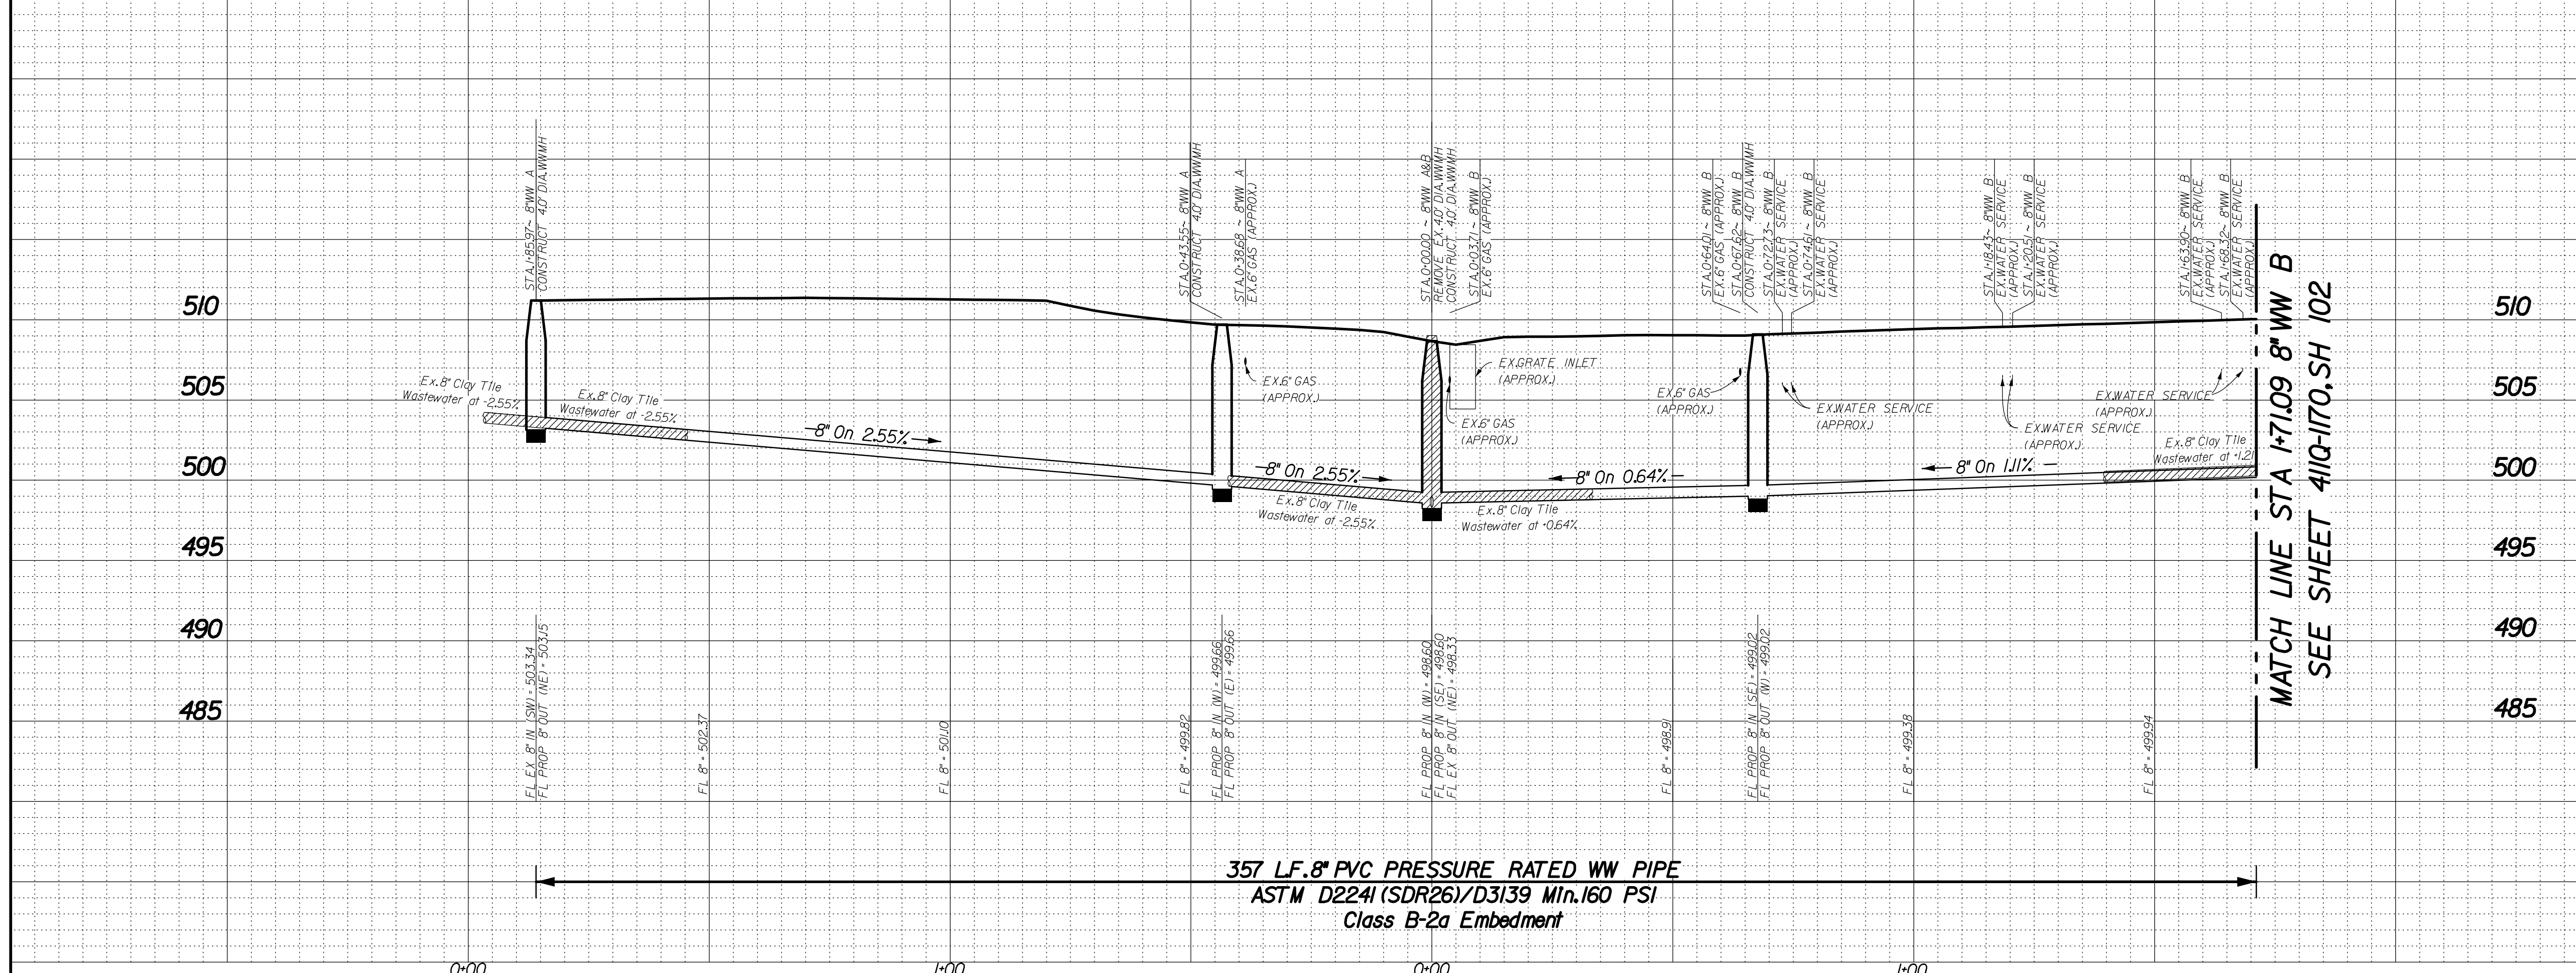 STA.1+85.97~ 8"WW A
CONSTRUCT 4.0' DIA.WWMH
STA.0+43.55~ 8"WW A
CONSTRUCT 4.0' DIA.WWMH
STA.0+38.68 ~ 8"WW A
EX.6" GAS (APPROX.)
STA.0+00.00 ~ 8"WW A&B
REMOVE EX.4.0' DIA.WWMH
CONSTRUCT 4.0' DIA.WWMH
STA.0+03.71 ~ 8"WW B
EX.6" GAS (APPROX.)
STA.0+64.01~ 8"WW B
EX.6" GAS (APPROX.)
STA.0+67.62~ 8"WW B
CONSTRUCT 4.0' DIA.WWMH
STA.0+72.73~ 8"WW B
EX.WATER SERVICE
(APPROX.)
STA.0+74.61~ 8"WW B
EX.WATER SERVICE
(APPROX.)
STA.1+18.43~ 8"WW B
EX.WATER SERVICE
(APPROX.)
STA.1+20.51~ 8"WW B
EX.WATER SERVICE
(APPROX.)
STA.1+63.90~ 8"WW B
EX.WATER SERVICE
(APPROX.)
STA.1+68.32~ 8"WW B
EX.WATER SERVICE
(APPROX.)
510
505
500
495
490
485
510
505
500
495
490
485
Ex.8" Clay Tile
Wastewater at -2.55%
Ex.8" Clay Tile
Wastewater at -2.55%
8" On 2.55%
EX.6" GAS
(APPROX.)
8" On 2.55%
Ex.8" Clay Tile
Wastewater at -2.55%
EX.GRATE INLET
(APPROX.)
EX.6" GAS
(APPROX.)
Ex.8" Clay Tile
Wastewater at +0.64%
8" On 0.64%
EX.6" GAS
(APPROX.)
EX.WATER SERVICE
(APPROX.)
EX.WATER SERVICE
(APPROX.)
EX.WATER SERVICE
(APPROX.)
8" On 1.11%
Ex.8" Clay Tile
Wastewater at +1.21
MATCH LINE STA 1+71.09 8" WW B
SEE SHEET 411Q-1170,SH 102
FL EX 8" IN (SW) = 503.34
FL PROP 8" OUT (NE) = 503.15
FL 8" = 502.37
FL 8" = 501.10
FL 8" = 499.82
FL PROP 8" IN (W) = 499.66
FL PROP 8" OUT (E) = 499.66
FL PROP 8" IN (W) = 498.60
FL PROP 8" IN (SE) = 498.60
FL EX 8" OUT (NE) = 498.33
FL 8" = 498.91
FL PROP 8" IN (SE) = 499.02
FL PROP 8" OUT (W) = 499.02
FL 8" = 499.38
FL 8" = 499.94
357 L.F. 8" PVC PRESSURE RATED WW PIPE
ASTM D2241 (SDR26)/D3139 Min.160 PSI
Class B-2a Embedment
0+00
1+00
0+00
1+00